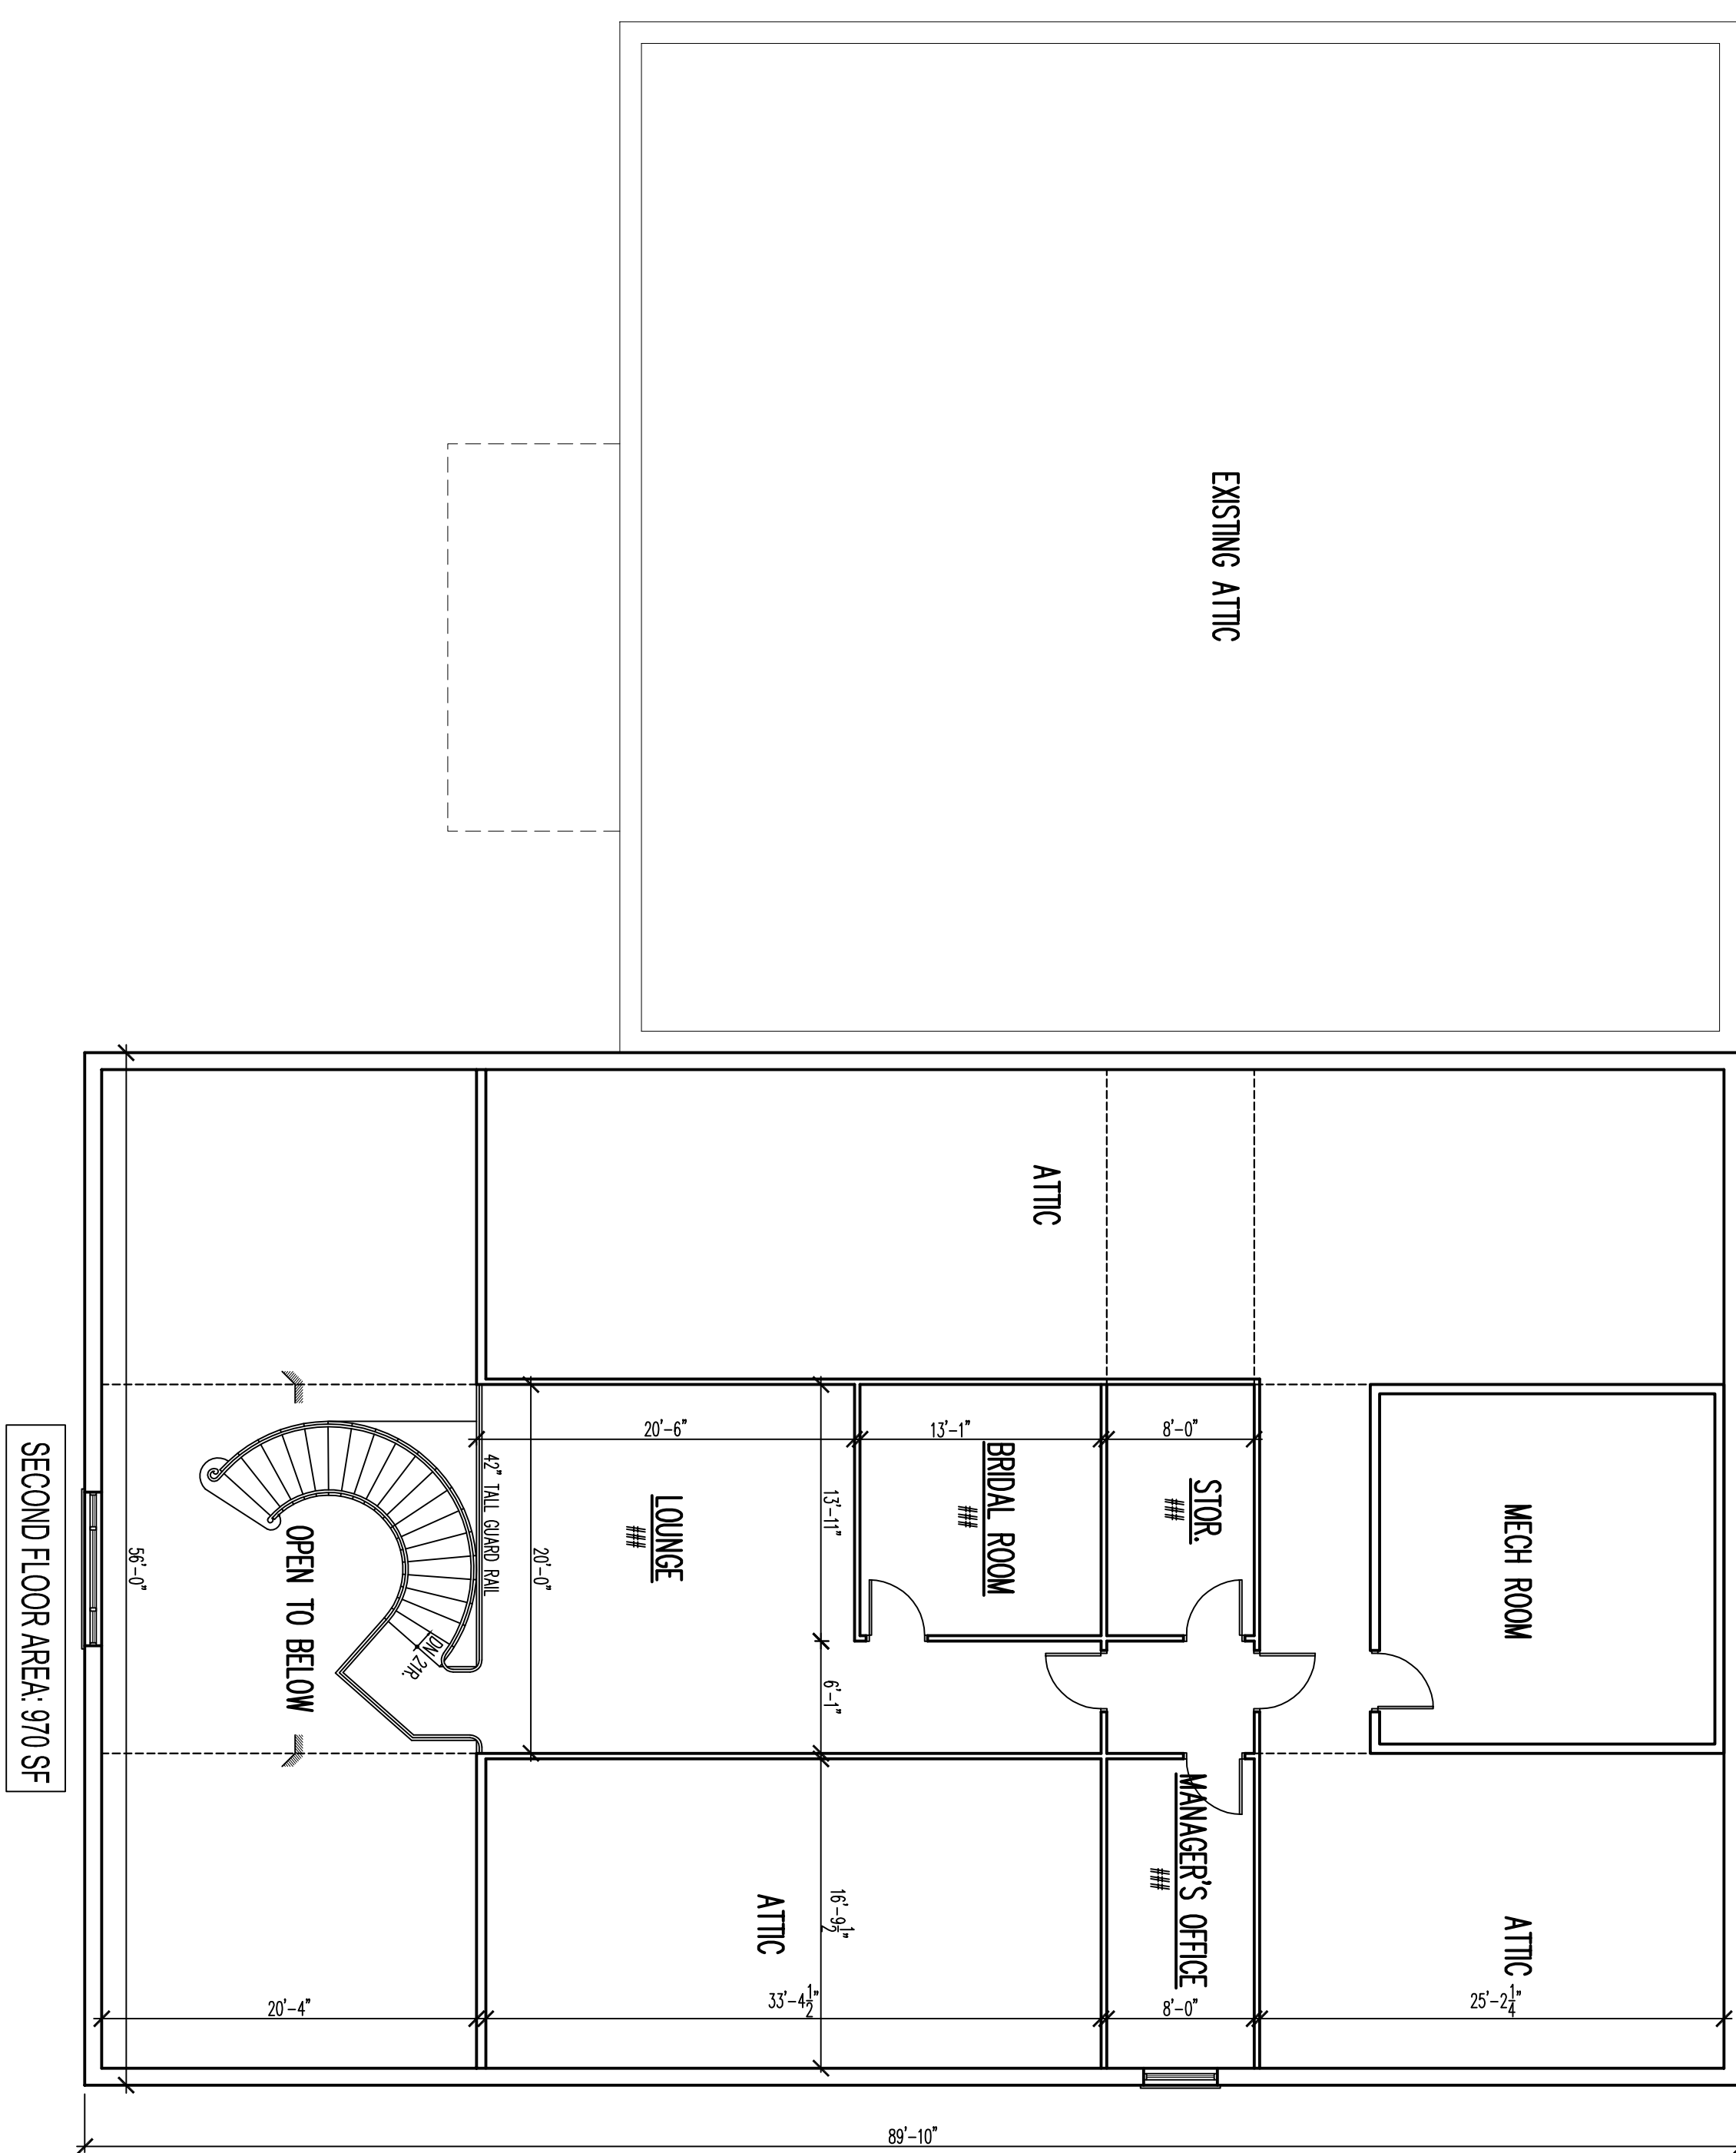 EXISTING ATTIC
ATTIC
MECH ROOM
STOR.
###
8'-0"
BRIDAL ROOM
###
13'-1"
LOUNGE
###
20'-6"
13'-11"
6'-1"
20'-0"
42" TALL GUARD RAIL
DN 21R.
OPEN TO BELOW
56'-0"
MANAGER'S OFFICE
###
ATTIC
ATTIC
16'-9 1/2"
25'-2 1/4"
8'-0"
33'-4 1/2"
20'-4"
89'-10"
SECOND FLOOR AREA: 970 SF